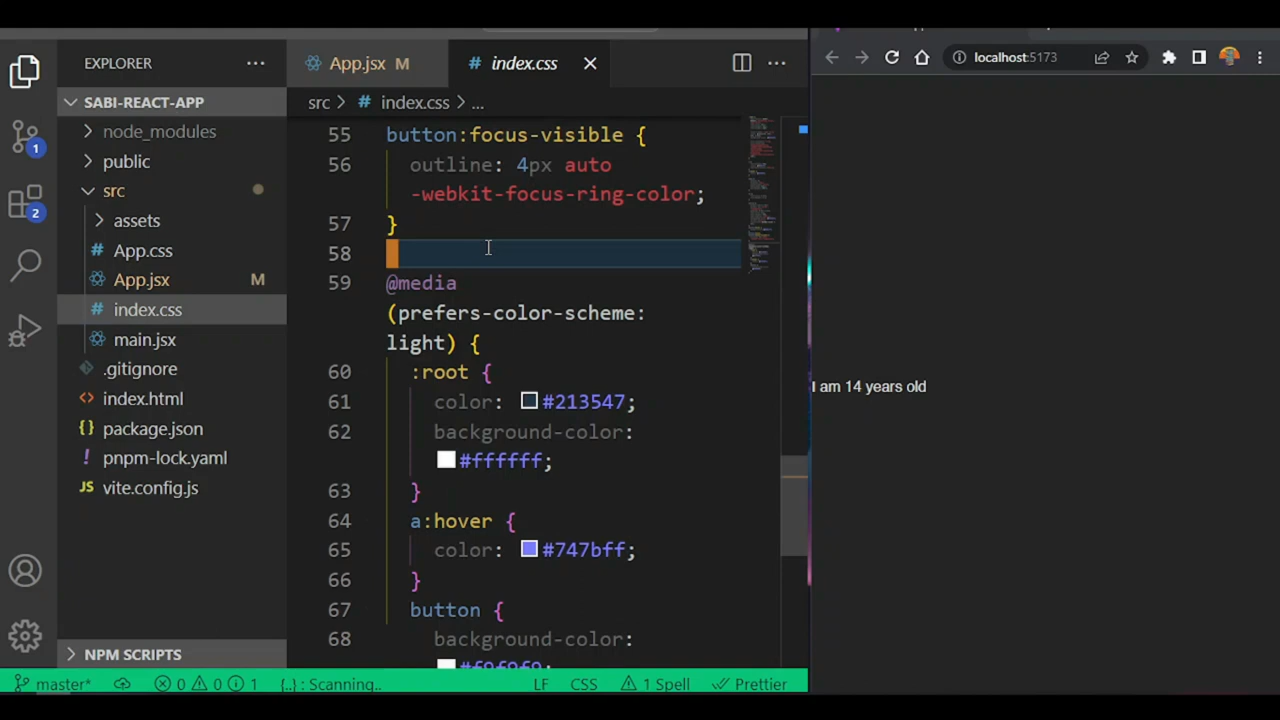 EXPLORER
SABI-REACT-APP
node_modules
public
src
assets
App.css
App.jsx M
index.css
main.jsx
.gitignore
index.html
package.json
pnpm-lock.yaml
vite.config.js
NPM SCRIPTS
1
2
App.jsx M
index.css
src > index.css > ...
55 button:focus-visible {
56 outline: 4px auto
-webkit-focus-ring-color;
57 }
58
59 @media
(prefers-color-scheme:
light) {
60 :root {
61 color: #213547;
62 background-color:
#ffffff;
63 }
64 a:hover {
65 color: #747bff;
66 }
67 button {
68 background-color:
#f9f9f9;
master* 0 0 1 {..} : Scanning.. LF CSS 1 Spell Prettier
localhost:5173
I am 14 years old